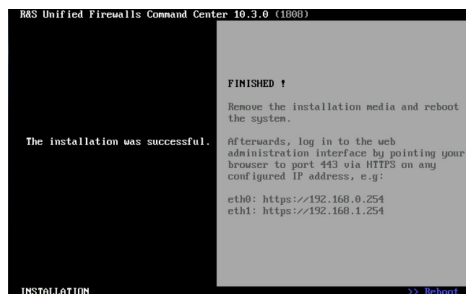 R&S Unified Firewalls Command Center 10.3.0 (1808)
FINISHED !
Remove the installation media and reboot
the system.
The installation was successful.
Afterwards, log in to the web
administration interface by pointing your
browser to port 443 via HTTPS on any
configured IP address, e.g:
eth0: https://192.168.0.254
eth1: https://192.168.1.254
INSTALLATION
>> Reboot